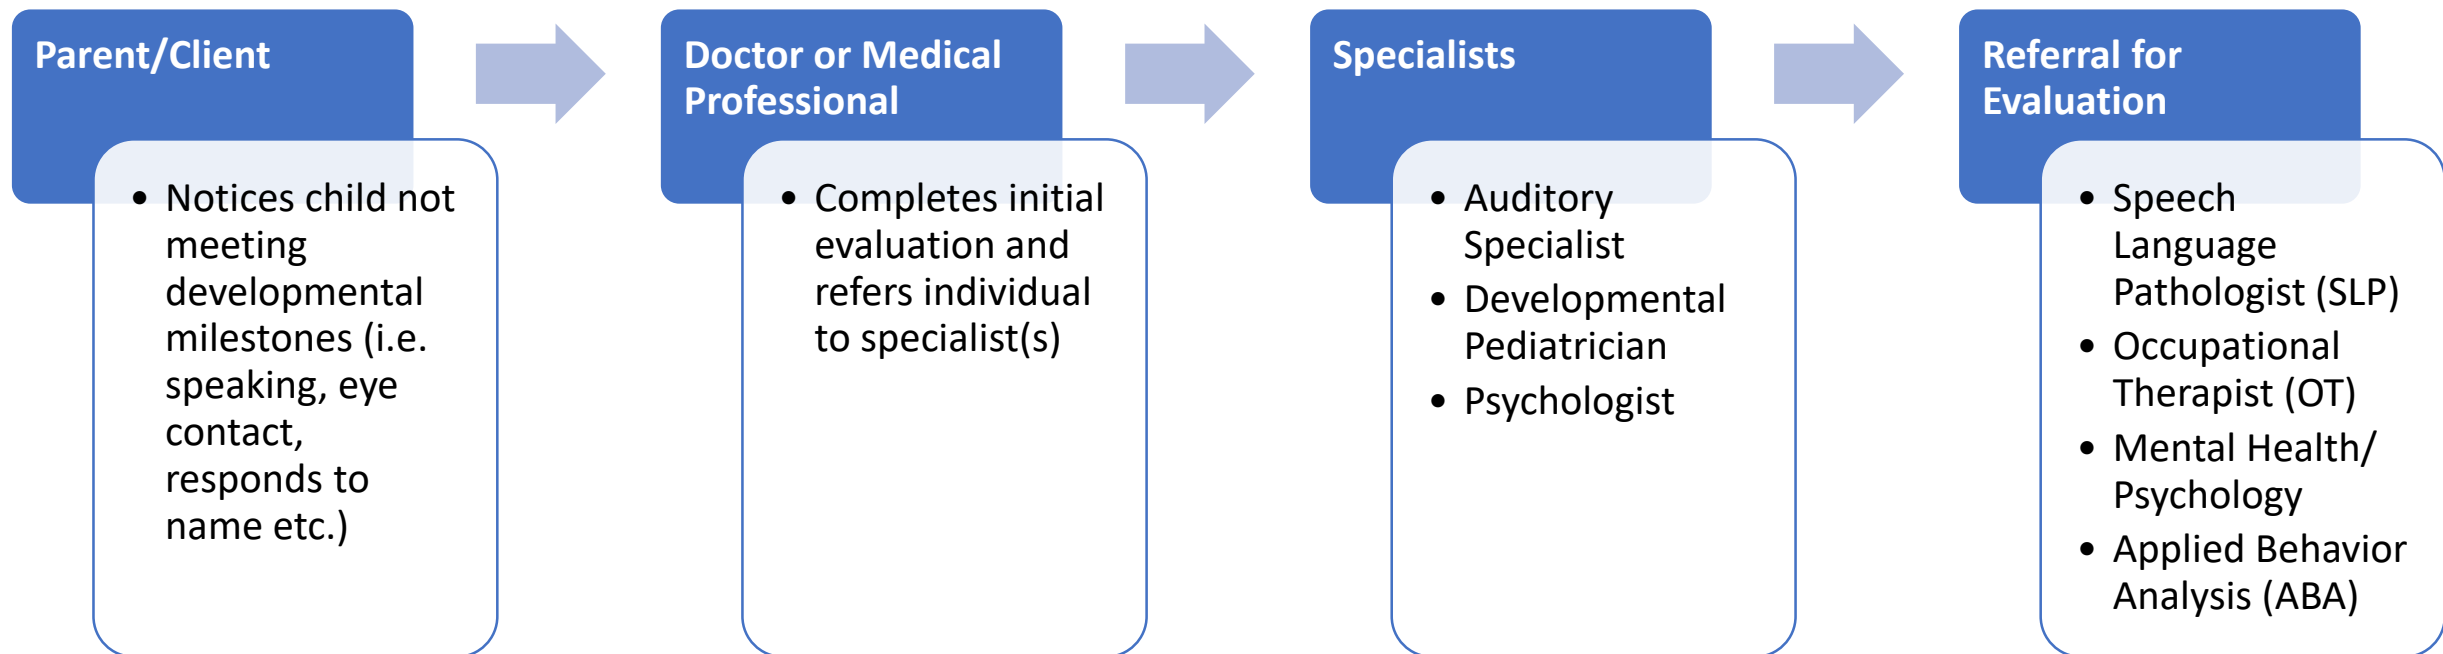 Parent/Client
• Notices child not
meeting
developmental
milestones (i.e.
speaking, eye
contact,
responds to
name etc.)
Doctor or Medical
Professional
• Completes initial
evaluation and
refers individual
to specialist(s)
Specialists
• Auditory
Specialist
• Developmental
Pediatrician
• Psychologist
Referral for
Evaluation
• Speech
Language
Pathologist (SLP)
• Occupational
Therapist (OT)
• Mental Health/
Psychology
• Applied Behavior
Analysis (ABA)